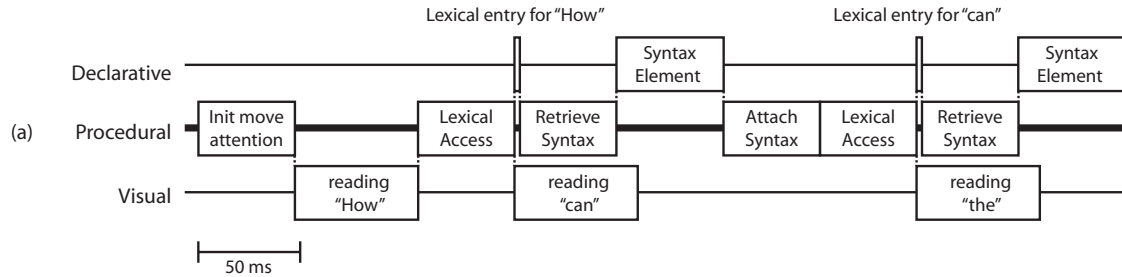 Lexical entry for “How”
Lexical entry for “can”
Declarative
Syntax
Element
Syntax
Element
(a)
Procedural
Init move
attention
Lexical
Access
Retrieve
Syntax
Attach
Syntax
Lexical
Access
Retrieve
Syntax
Visual
reading
“How”
reading
“can”
reading
“the”
50 ms